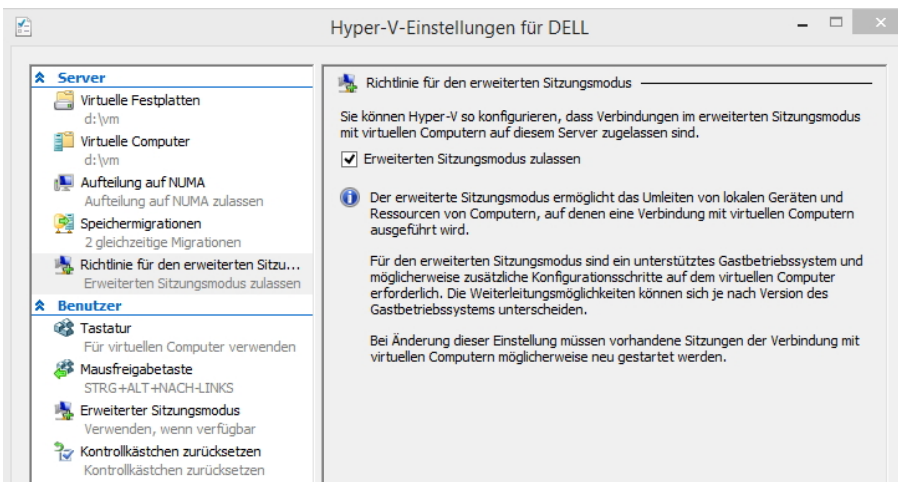 Hyper-V-Einstellungen für DELL
Server
Virtuelle Festplatten
d:\vm
Virtuelle Computer
d:\vm
Aufteilung auf NUMA
Aufteilung auf NUMA zulassen
Speichermigrationen
2 gleichzeitige Migrationen
Richtlinie für den erweiterten Sitzu...
Erweiterten Sitzungsmodus zulassen
Benutzer
Tastatur
Für virtuellen Computer verwenden
Mausfreigabetaste
STRG+ALT+NACH-LINKS
Erweiterter Sitzungsmodus
Verwenden, wenn verfügbar
Kontrollkästchen zurücksetzen
Kontrollkästchen zurücksetzen
Richtlinie für den erweiterten Sitzungsmodus
Sie können Hyper-V so konfigurieren, dass Verbindungen im erweiterten Sitzungsmodus
mit virtuellen Computern auf diesem Server zugelassen sind.
Erweiterten Sitzungsmodus zulassen
Der erweiterte Sitzungsmodus ermöglicht das Umleiten von lokalen Geräten und
Ressourcen von Computern, auf denen eine Verbindung mit virtuellen Computern
ausgeführt wird.
Für den erweiterten Sitzungsmodus sind ein unterstütztes Gastbetriebssystem und
möglicherweise zusätzliche Konfigurationsschritte auf dem virtuellen Computer
erforderlich. Die Weiterleitungsmöglichkeiten können sich je nach Version des
Gastbetriebssystems unterscheiden.
Bei Änderung dieser Einstellung müssen vorhandene Sitzungen der Verbindung mit
virtuellen Computern möglicherweise neu gestartet werden.